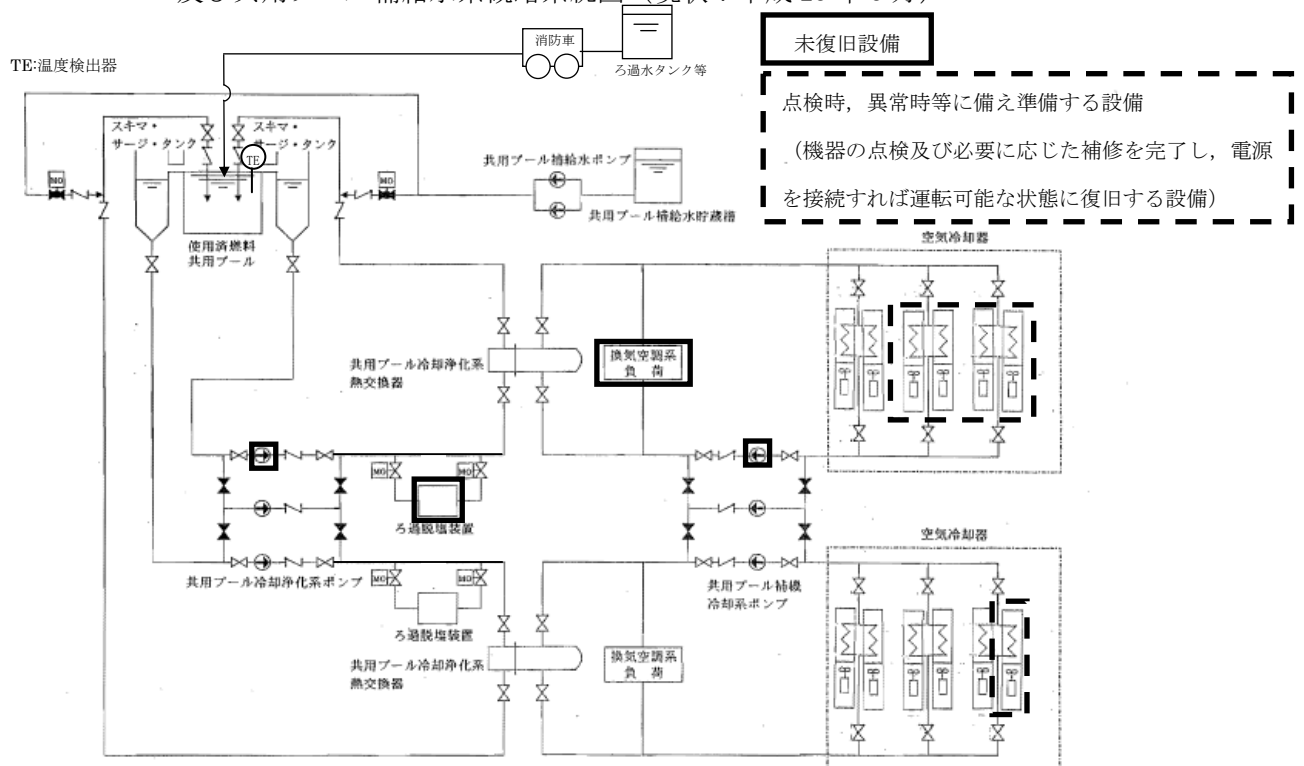 及び共用プール補給水系概略系統図（現状：平成25年6月）
消防車
ろ過水タンク等
未復旧設備
TE:温度検出器
点検時，異常時等に備え準備する設備
（機器の点検及び必要に応じた補修を完了し，電源
を接続すれば運転可能な状態に復旧する設備）
スキマ・
サージ・タンク
スキマ・
サージ・タンク
TE
MO
MO
共用プール補給水ポンプ
共用プール補給水貯蔵槽
使用済燃料
共用プール
空気冷却器
共用プール冷却浄化系
熱交換器
換気空調系
負荷
MO
MO
ろ過脱塩装置
空気冷却器
共用プール冷却浄化系ポンプ
MO
MO
共用プール補機
冷却系ポンプ
ろ過脱塩装置
共用プール冷却浄化系
熱交換器
換気空調系
負荷